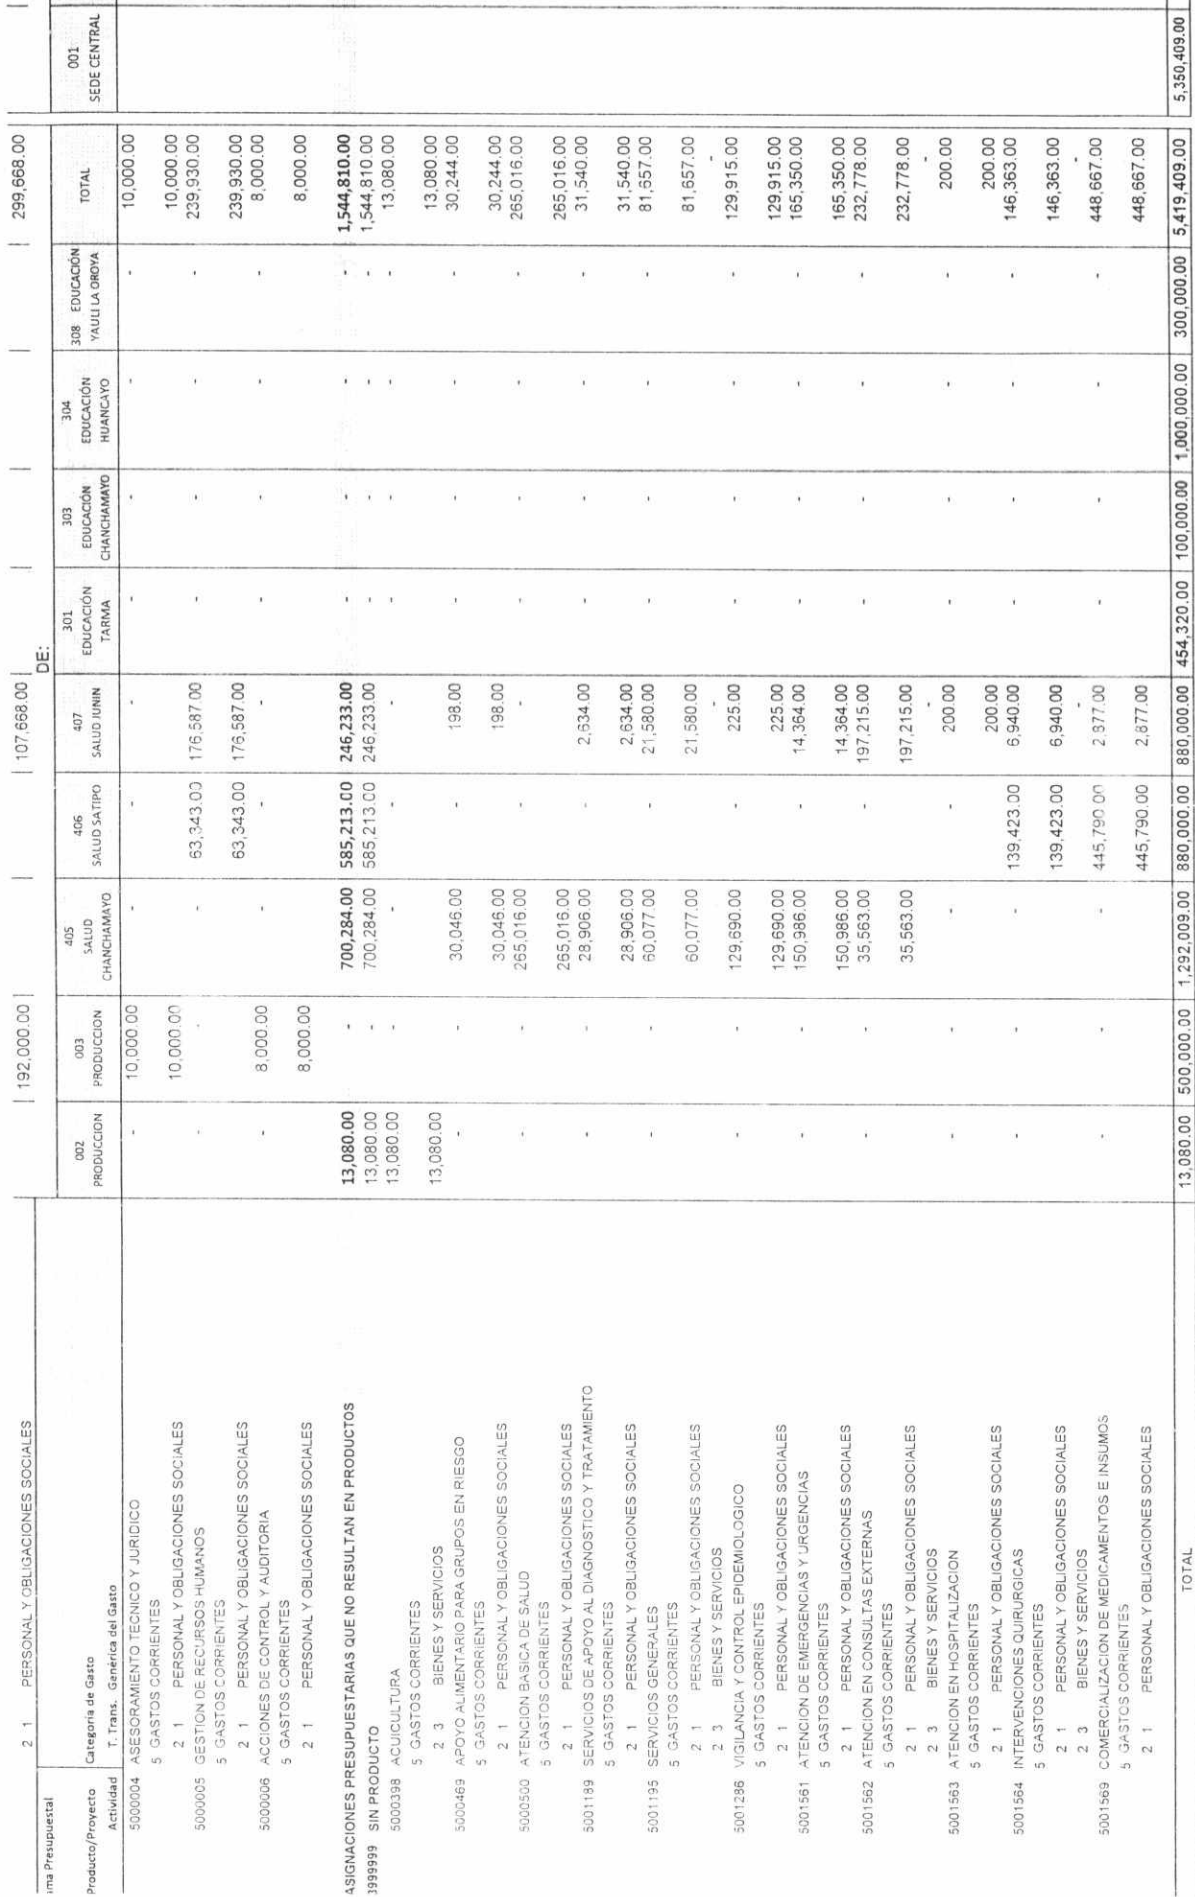 2 1 PERSONAL Y OBLIGACIONES SOCIALES 192,000.00 107,668.00 299,668.00
DE:
ma Presupuestal
Producto/Proyecto Categoria de Gasto
Actividad T. Trans. Genérica del Gasto
002 PRODUCCION
003 PRODUCCION
405 SALUD CHANCHAMAYO
406 SALUD SATIPO
407 SALUD JUNIN
301 EDUCACIÓN TARMA
303 EDUCACIÓN CHANCHAMAYO
304 EDUCACIÓN HUANCAYO
308 EDUCACIÓN YAULI LA OROYA
TOTAL
001 SEDE CENTRAL
5000004 ASESORAMIENTO TECNICO Y JURIDICO - 10,000.00 - - - - - - - 10,000.00
5 GASTOS CORRIENTES
2 1 PERSONAL Y OBLIGACIONES SOCIALES 10,000.00 10,000.00
5000005 GESTION DE RECURSOS HUMANOS - - - 63,343.00 176,587.00 - - - - 239,930.00
5 GASTOS CORRIENTES
2 1 PERSONAL Y OBLIGACIONES SOCIALES 63,343.00 176,587.00 239,930.00
5000006 ACCIONES DE CONTROL Y AUDITORIA - 8,000.00 - - - - - - - 8,000.00
5 GASTOS CORRIENTES
2 1 PERSONAL Y OBLIGACIONES SOCIALES 8,000.00 8,000.00
ASIGNACIONES PRESUPUESTARIAS QUE NO RESULTAN EN PRODUCTOS 13,080.00 - 700,284.00 585,213.00 246,233.00 - - - - 1,544,810.00
3999999 SIN PRODUCTO 13,080.00 - 700,284.00 585,213.00 246,233.00 - - - - 1,544,810.00
5000398 ACUICULTURA 13,080.00 - - - - - - - - 13,080.00
5 GASTOS CORRIENTES
2 3 BIENES Y SERVICIOS 13,080.00 13,080.00
5000469 APOYO ALIMENTARIO PARA GRUPOS EN RIESGO - - 30,046.00 - 198.00 - - - - 30,244.00
5 GASTOS CORRIENTES
2 1 PERSONAL Y OBLIGACIONES SOCIALES 30,046.00 198.00 30,244.00
5000500 ATENCION BASICA DE SALUD - - 265,016.00 - - - - - - 265,016.00
5 GASTOS CORRIENTES
2 1 PERSONAL Y OBLIGACIONES SOCIALES 265,016.00 265,016.00
5001189 SERVICIOS DE APOYO AL DIAGNOSTICO Y TRATAMIENTO - - 28,906.00 - 2,634.00 - - - - 31,540.00
5 GASTOS CORRIENTES
2 1 PERSONAL Y OBLIGACIONES SOCIALES 28,906.00 2,634.00 31,540.00
5001195 SERVICIOS GENERALES - - 60,077.00 - 21,580.00 - - - - 81,657.00
5 GASTOS CORRIENTES
2 1 PERSONAL Y OBLIGACIONES SOCIALES 60,077.00 21,580.00 81,657.00
2 3 BIENES Y SERVICIOS - -
5001286 VIGILANCIA Y CONTROL EPIDEMIOLOGICO - - 129,690.00 - 225.00 - - - - 129,915.00
5 GASTOS CORRIENTES
2 1 PERSONAL Y OBLIGACIONES SOCIALES 129,690.00 225.00 129,915.00
5001561 ATENCION DE EMERGENCIAS Y URGENCIAS - - 150,986.00 - 14,364.00 - - - - 165,350.00
5 GASTOS CORRIENTES
2 1 PERSONAL Y OBLIGACIONES SOCIALES 150,986.00 14,364.00 165,350.00
5001562 ATENCION EN CONSULTAS EXTERNAS - - 35,563.00 - 197,215.00 - - - - 232,778.00
5 GASTOS CORRIENTES
2 1 PERSONAL Y OBLIGACIONES SOCIALES 35,563.00 197,215.00 232,778.00
2 3 BIENES Y SERVICIOS - -
5001563 ATENCION EN HOSPITALIZACION - - - - 200.00 - - - - 200.00
5 GASTOS CORRIENTES
2 1 PERSONAL Y OBLIGACIONES SOCIALES 200.00 200.00
5001564 INTERVENCIONES QUIRURGICAS - - - 139,423.00 6,940.00 - - - - 146,363.00
5 GASTOS CORRIENTES
2 1 PERSONAL Y OBLIGACIONES SOCIALES 139,423.00 6,940.00 146,363.00
2 3 BIENES Y SERVICIOS - -
5001569 COMERCIALIZACION DE MEDICAMENTOS E INSUMOS - - - 445,790.00 2,877.00 - - - - 448,667.00
5 GASTOS CORRIENTES
2 1 PERSONAL Y OBLIGACIONES SOCIALES 445,790.00 2,877.00 448,667.00
TOTAL 13,080.00 500,000.00 1,292,009.00 880,000.00 880,000.00 454,320.00 100,000.00 1,000,000.00 300,000.00 5,419,409.00 5,350,409.00